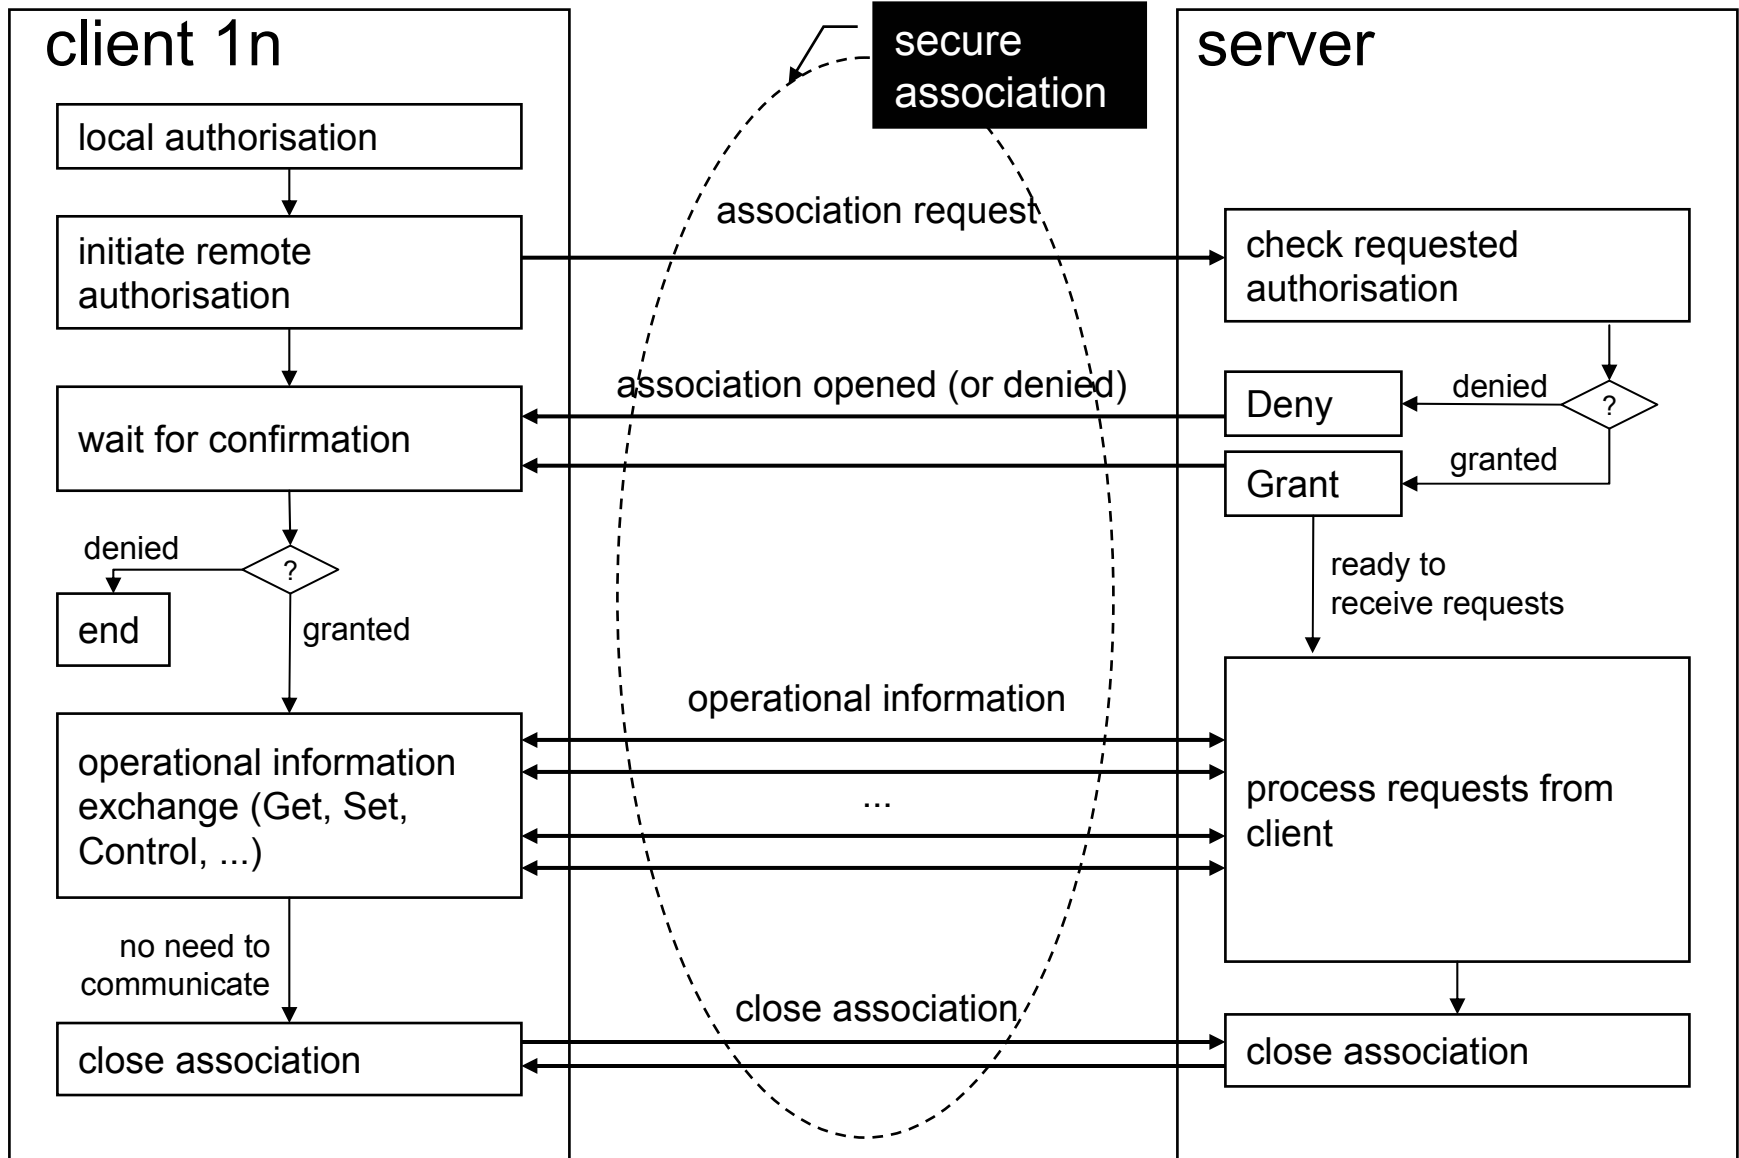 client 1n
secure
association
server
local authorisation
association request
initiate remote
authorisation
check requested
authorisation
association opened (or denied)
wait for confirmation
Deny
denied
?
granted
Grant
denied
?
end
granted
ready to
receive requests
operational information
operational information
exchange (Get, Set,
Control, ...)
...
process requests from
client
no need to
communicate
close association
close association
close association